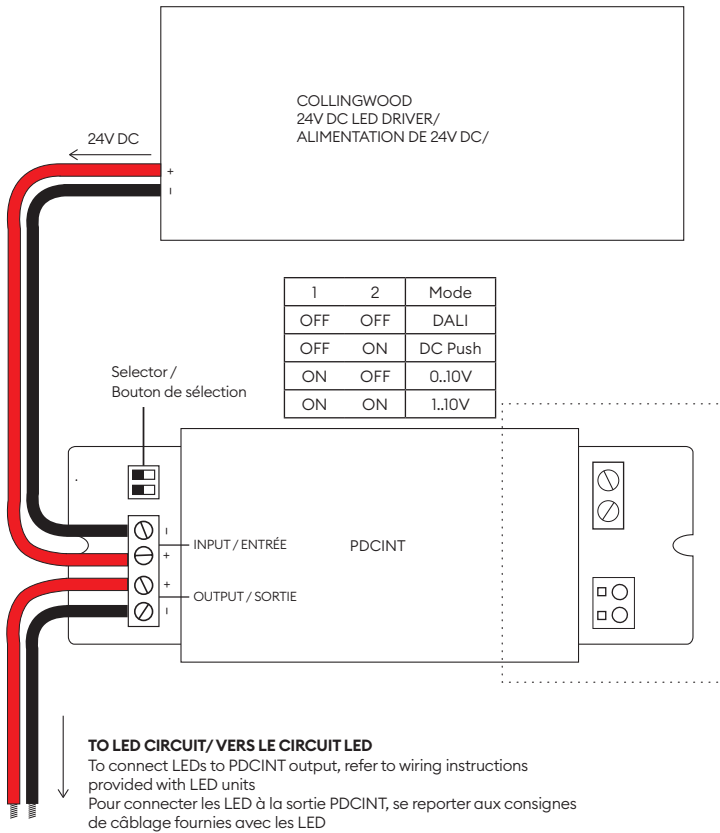 COLLINGWOOD
24V DC LED DRIVER/
ALIMENTATION DE 24V DC/
24V DC
+
-
1 2 Mode
OFF OFF DALI
OFF ON DC Push
ON OFF 0..10V
ON ON 1..10V
Selector /
Bouton de sélection
-
INPUT / ENTRÉE
+
PDCINT
+
OUTPUT / SORTIE
-
TO LED CIRCUIT/ VERS LE CIRCUIT LED
To connect LEDs to PDCINT output, refer to wiring instructions
provided with LED units
Pour connecter les LED à la sortie PDCINT, se reporter aux consignes
de câblage fournies avec les LED